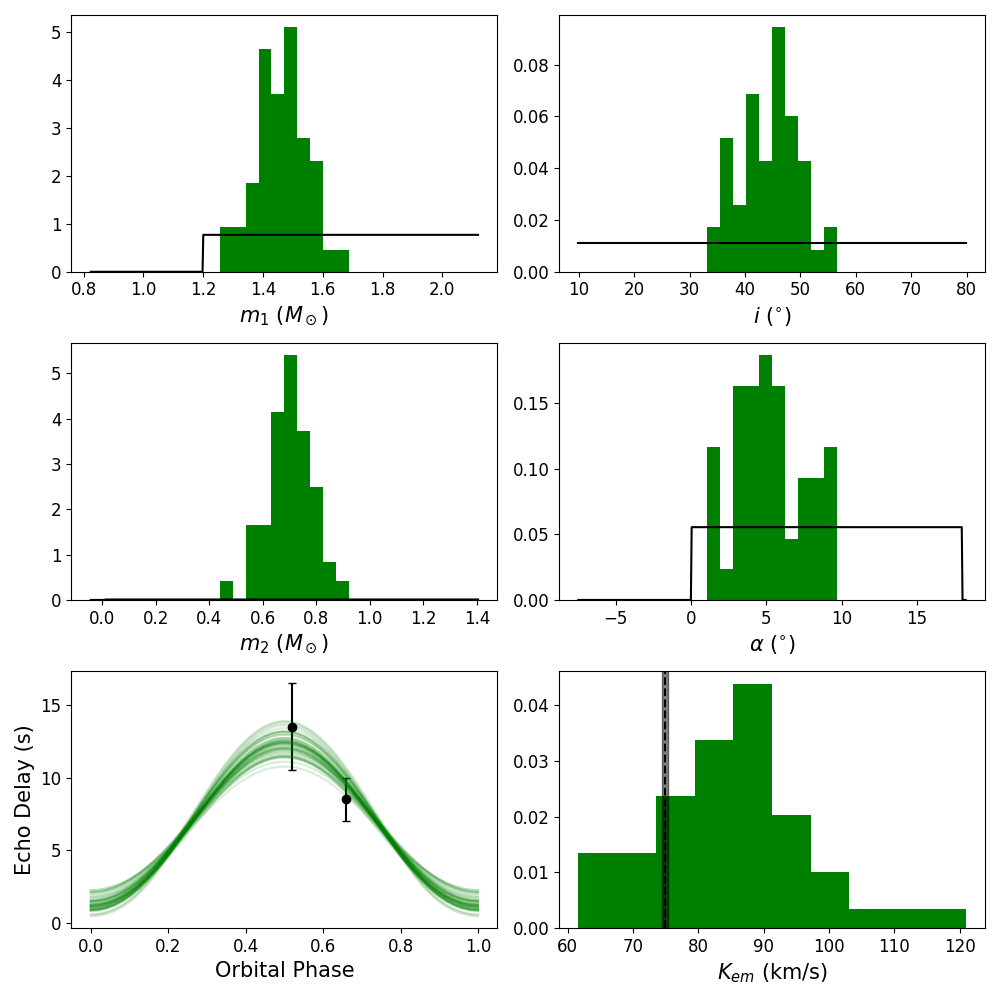 5
4
3
2
1
0
0.8 1.0 1.2 1.4 1.6 1.8 2.0
m₁ (M⊙)
0.08
0.06
0.04
0.02
0.00
10 20 30 40 50 60 70 80
i (°)
5
4
3
2
1
0
0.0 0.2 0.4 0.6 0.8 1.0 1.2 1.4
m₂ (M⊙)
0.15
0.10
0.05
0.00
−5 0 5 10 15
α (°)
Echo Delay (s)
15
10
5
0
0.0 0.2 0.4 0.6 0.8 1.0
Orbital Phase
0.04
0.03
0.02
0.01
0.00
60 70 80 90 100 110 120
Kₑₘ (km/s)